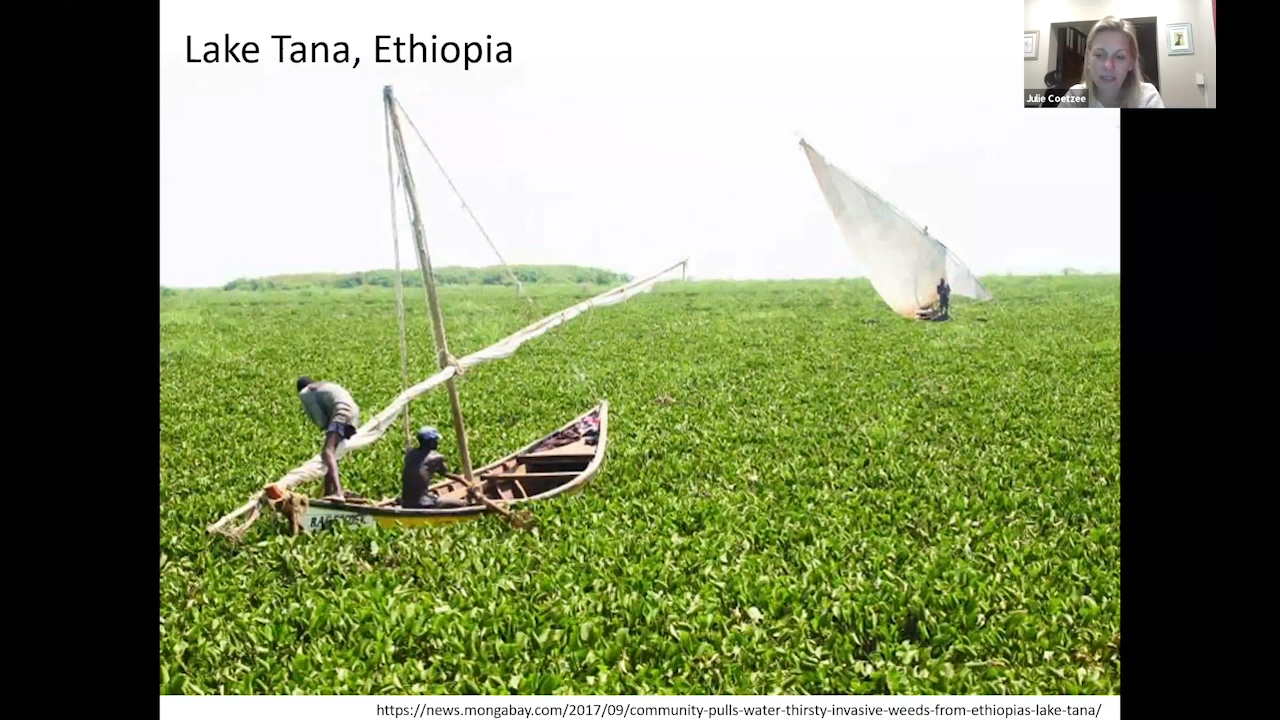 Lake Tana, Ethiopia
Julie Coetzee
https://news.mongabay.com/2017/09/community-pulls-water-thirsty-invasive-weeds-from-ethiopias-lake-tana/